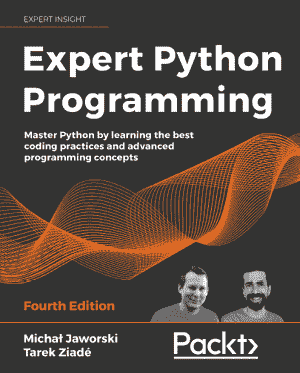 EXPERT INSIGHT
Expert Python
Programming
Master Python by learning the best
coding practices and advanced
programming concepts
Fourth Edition
Michał Jaworski
Tarek Ziadé
Packt>